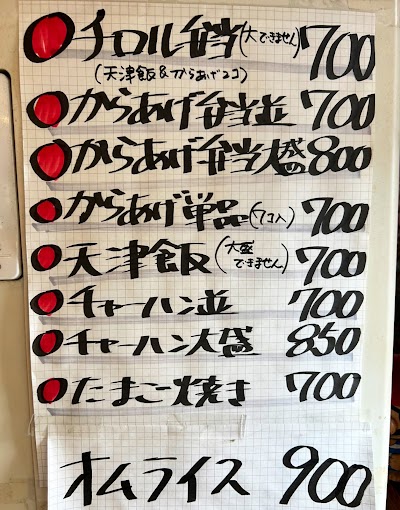 チロル弁当(大できません) 700
(天津飯&からあげ2コ)
からあげ弁当並 700
からあげ弁当大盛 800
からあげ単品(7コ入) 700
天津飯(大盛できません) 700
チャーハン並 700
チャーハン大盛 850
たまご焼き 700
オムライス 900